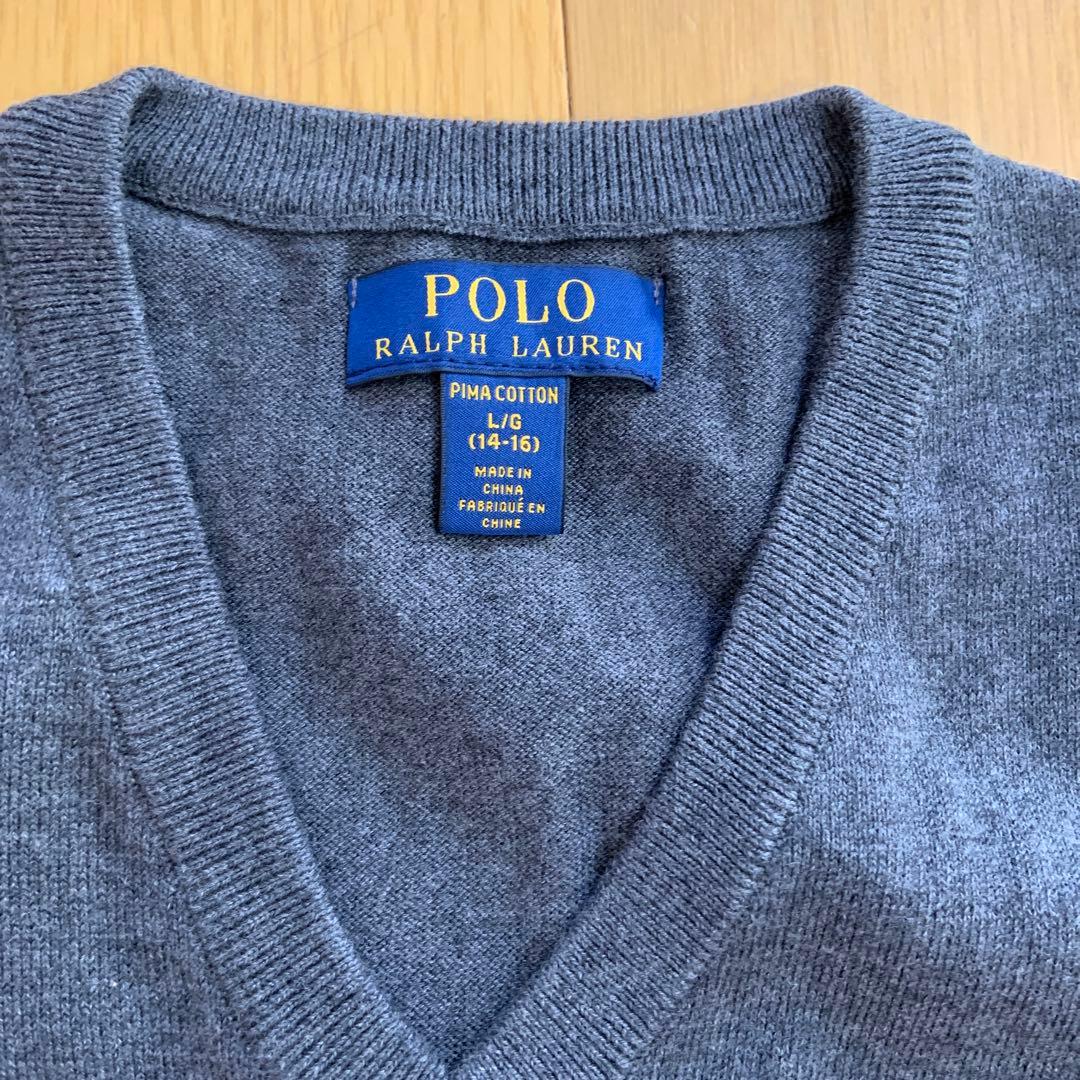 POLO
RALPH LAUREN
PIMA COTTON
L/G
(14-16)
MADE IN
CHINA
FABRIQUÉ EN
CHINE